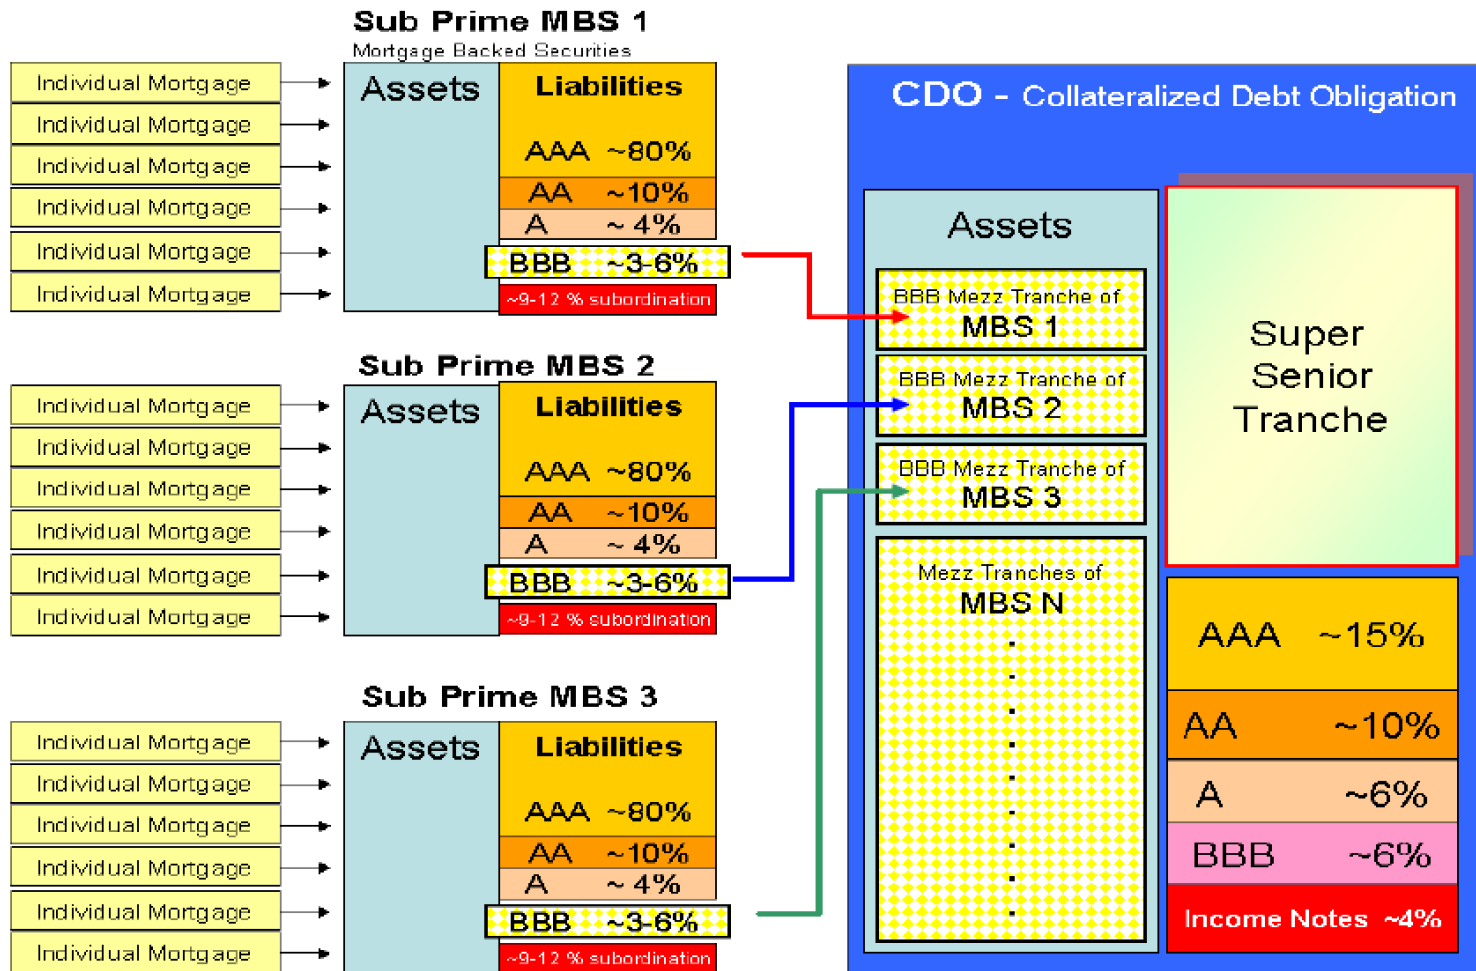 Sub Prime MBS 1
Mortgage Backed Securities
Individual Mortgage
Individual Mortgage
Individual Mortgage
Individual Mortgage
Individual Mortgage
Individual Mortgage
Assets
Liabilities
AAA ~80%
AA ~10%
A ~ 4%
BBB ~3-6%
~9-12 % subordination
Sub Prime MBS 2
Individual Mortgage
Individual Mortgage
Individual Mortgage
Individual Mortgage
Individual Mortgage
Individual Mortgage
Assets
Liabilities
AAA ~80%
AA ~10%
A ~ 4%
BBB ~3-6%
~9-12 % subordination
Sub Prime MBS 3
Individual Mortgage
Individual Mortgage
Individual Mortgage
Individual Mortgage
Individual Mortgage
Individual Mortgage
Assets
Liabilities
AAA ~80%
AA ~10%
A ~ 4%
BBB ~3-6%
~9-12 % subordination
CDO - Collateralized Debt Obligation
Assets
BBB Mezz Tranche of
MBS 1
BBB Mezz Tranche of
MBS 2
BBB Mezz Tranche of
MBS 3
Mezz Tranches of
MBS N
Super
Senior
Tranche
AAA ~15%
AA ~10%
A ~6%
BBB ~6%
Income Notes ~4%